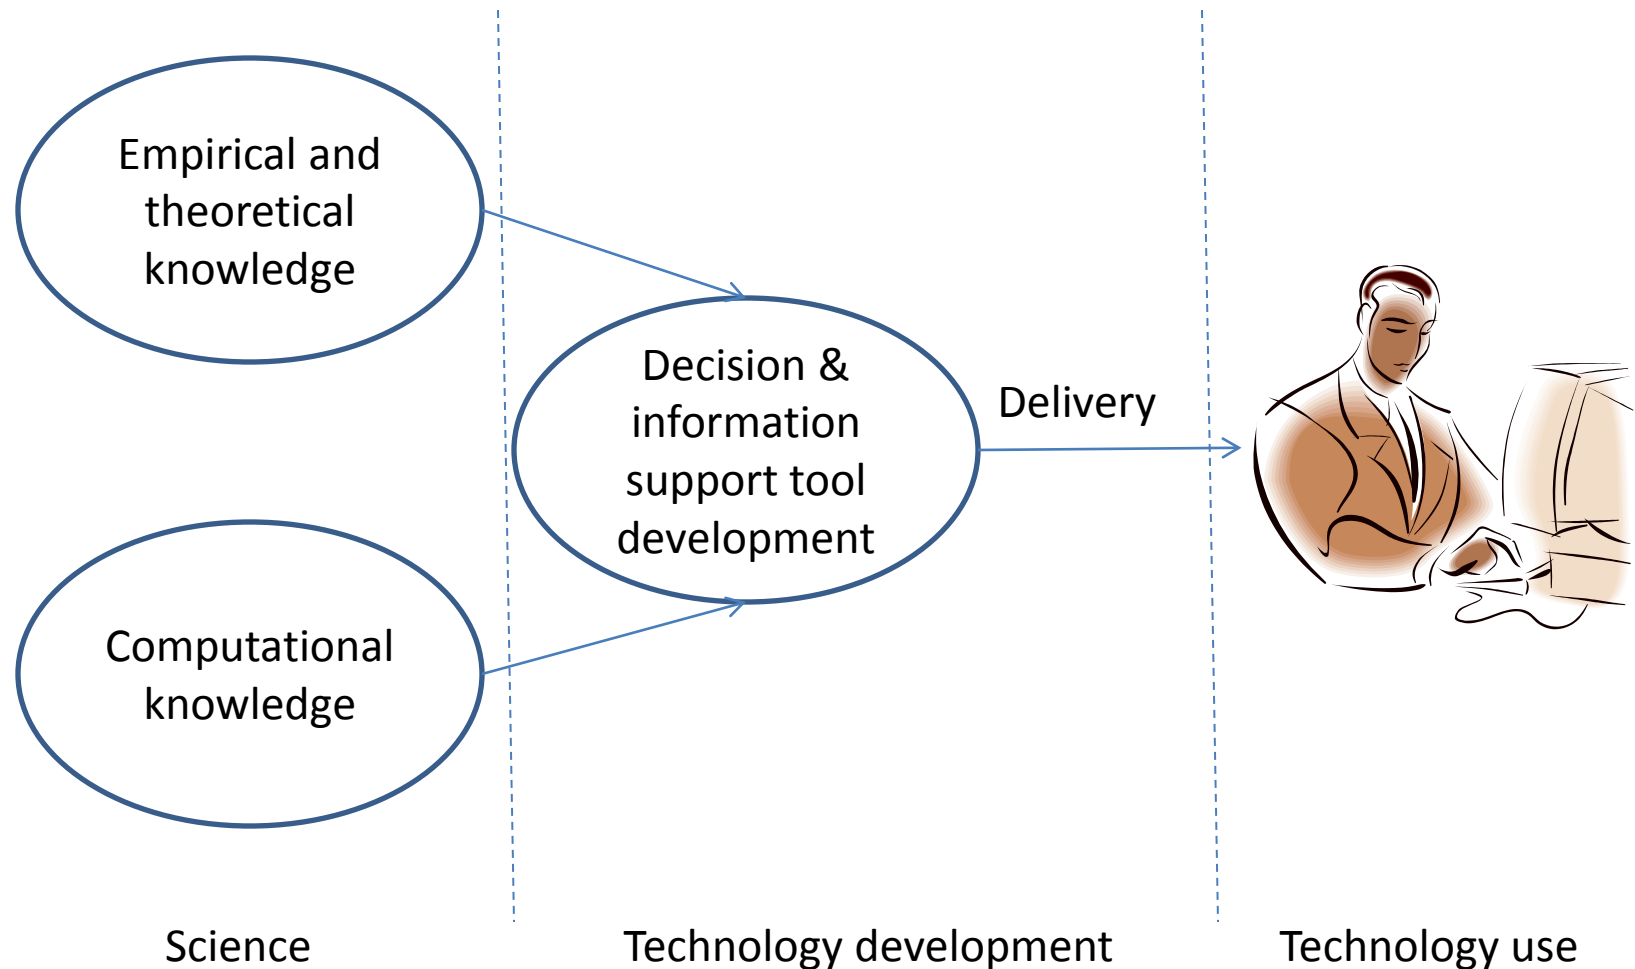 Empirical and
theoretical
knowledge
Decision &
information
support tool
development
Delivery
Computational
knowledge
Science
Technology development
Technology use